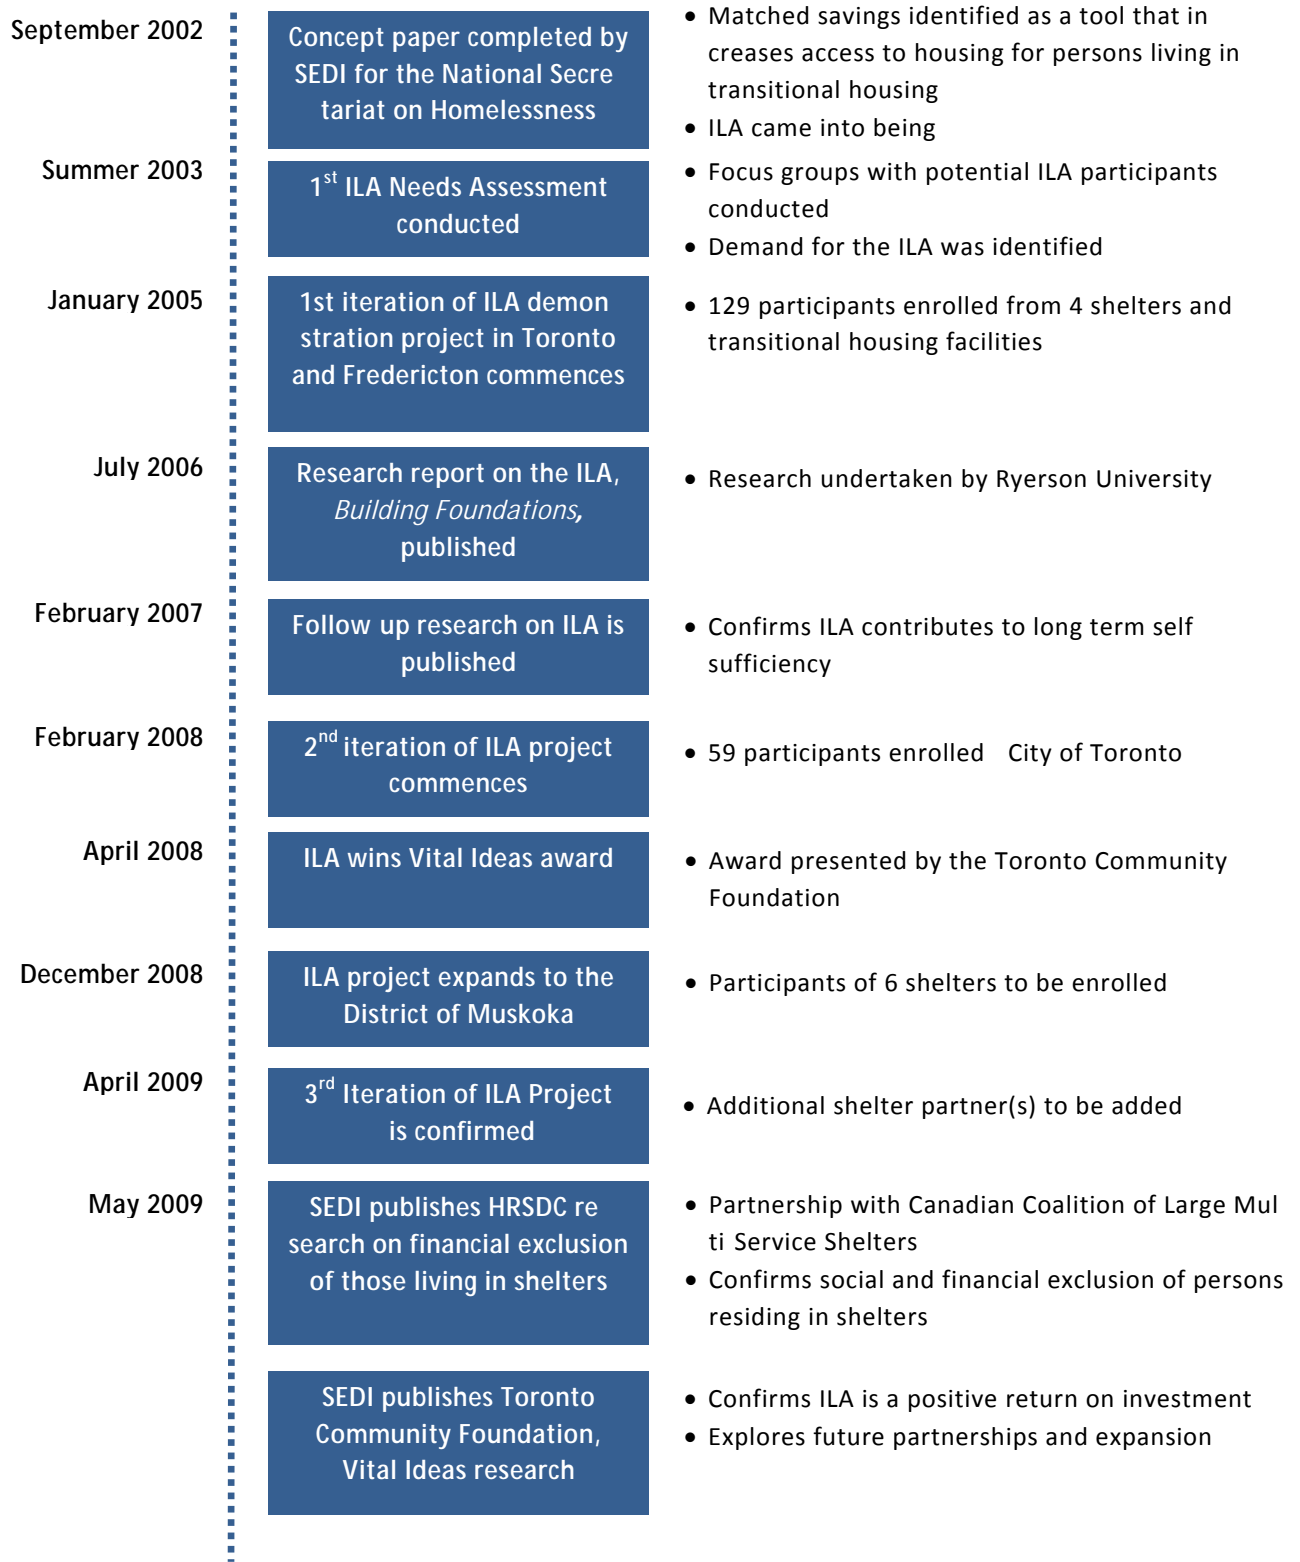 September 2002
Concept paper completed by
SEDI for the National Secre
tariat on Homelessness
• Matched savings identified as a tool that in
creases access to housing for persons living in
transitional housing
• ILA came into being
Summer 2003
1st ILA Needs Assessment
conducted
• Focus groups with potential ILA participants
conducted
• Demand for the ILA was identified
January 2005
1st iteration of ILA demon
stration project in Toronto
and Fredericton commences
• 129 participants enrolled from 4 shelters and
transitional housing facilities
July 2006
Research report on the ILA,
Building Foundations,
published
• Research undertaken by Ryerson University
February 2007
Follow up research on ILA is
published
• Confirms ILA contributes to long term self
sufficiency
February 2008
2nd iteration of ILA project
commences
• 59 participants enrolled   City of Toronto
April 2008
ILA wins Vital Ideas award
• Award presented by the Toronto Community
Foundation
December 2008
ILA project expands to the
District of Muskoka
• Participants of 6 shelters to be enrolled
April 2009
3rd Iteration of ILA Project
is confirmed
• Additional shelter partner(s) to be added
May 2009
SEDI publishes HRSDC re
search on financial exclusion
of those living in shelters
• Partnership with Canadian Coalition of Large Mul
ti Service Shelters
• Confirms social and financial exclusion of persons
residing in shelters
SEDI publishes Toronto
Community Foundation,
Vital Ideas research
• Confirms ILA is a positive return on investment
• Explores future partnerships and expansion